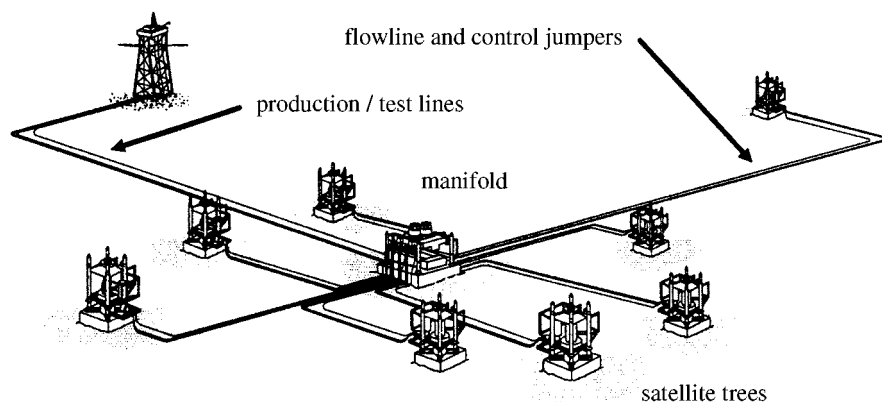 flowline and control jumpers
production / test lines
manifold
satellite trees